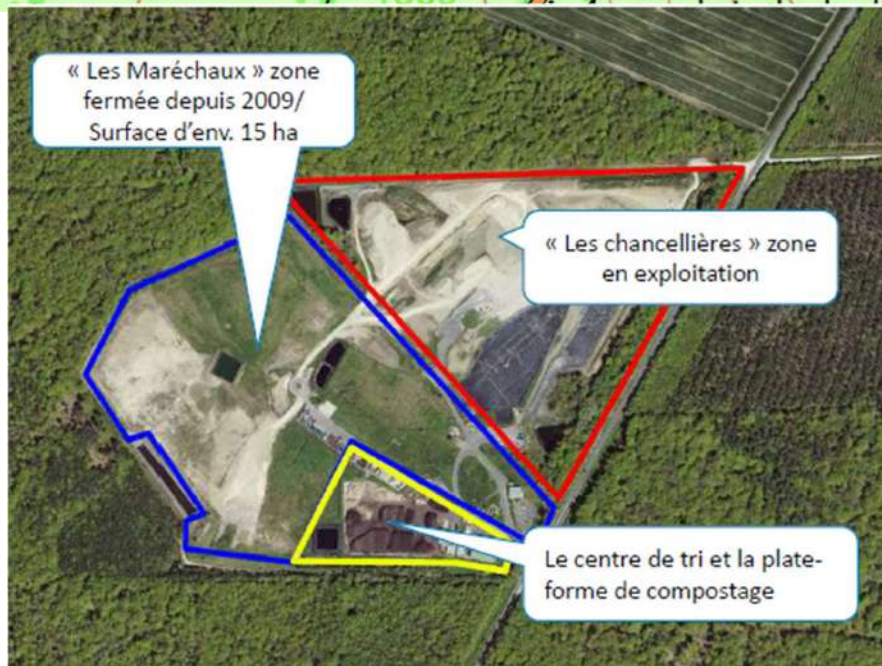 « Les Maréchaux » zone
fermée depuis 2009/
Surface d’env. 15 ha
« Les chancellières » zone
en exploitation
Le centre de tri et la plate-
forme de compostage